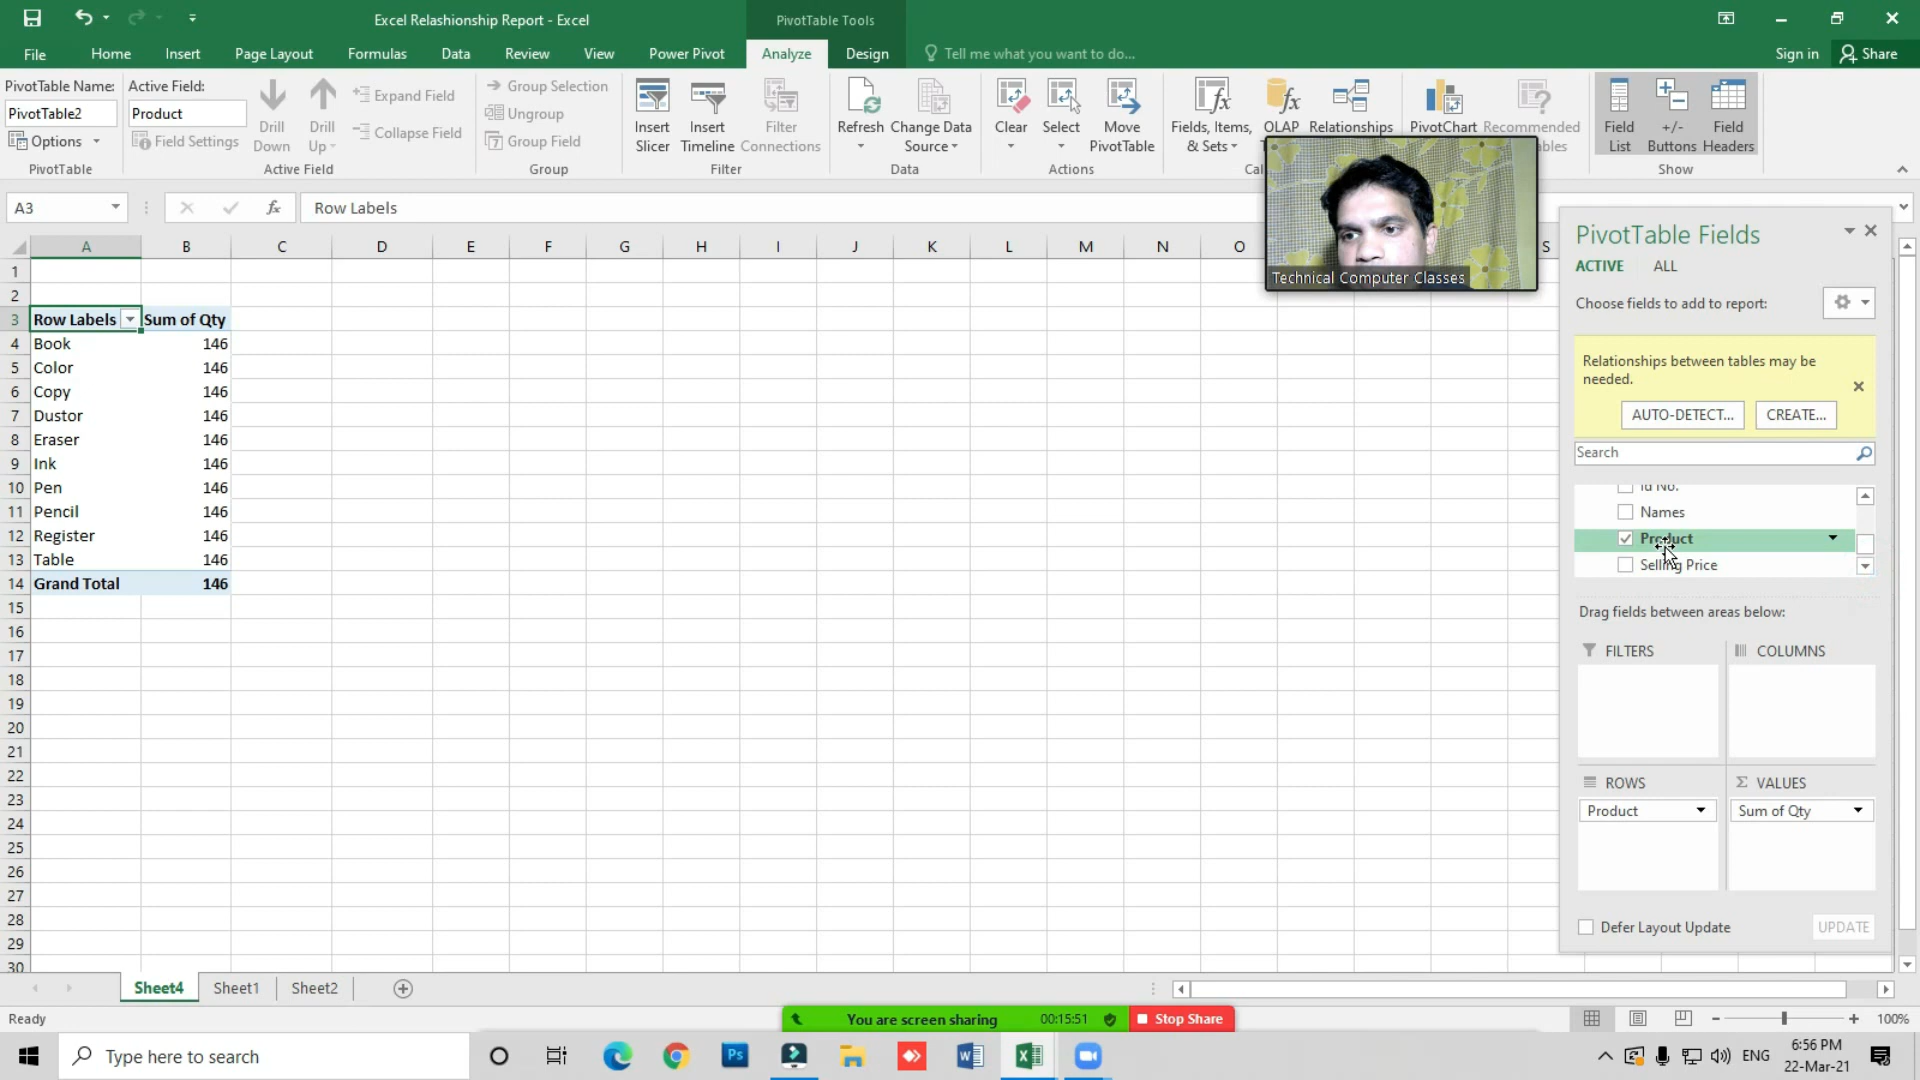 Excel Relashionship Report - Excel
PivotTable Tools
File Home Insert Page Layout Formulas Data Review View Power Pivot Analyze Design Tell me what you want to do... Sign in Share
PivotTable Name:
PivotTable2
Options
PivotTable
Active Field:
Product
Field Settings
Drill Down
Drill Up
Expand Field
Collapse Field
Active Field
Group Selection
Ungroup
Group Field
Group
Insert Slicer
Insert Timeline
Filter Connections
Filter
Refresh
Change Data Source
Data
Clear
Select
Move PivotTable
Actions
Fields, Items, & Sets
OLAP
Relationships
PivotChart
Recommended
Field List
+/- Buttons
Field Headers
Show
A3
fx
Row Labels
Technical Computer Classes
A B C D E F G H I J K L M N O S
1
2
3 Row Labels Sum of Qty
4 Book 146
5 Color 146
6 Copy 146
7 Dustor 146
8 Eraser 146
9 Ink 146
10 Pen 146
11 Pencil 146
12 Register 146
13 Table 146
14 Grand Total 146
15
16
17
18
19
20
21
22
23
24
25
26
27
28
29
30
PivotTable Fields
ACTIVE ALL
Choose fields to add to report:
Relationships between tables may be
needed.
AUTO-DETECT... CREATE...
Search
Id No.
Names
Product
Selling Price
Drag fields between areas below:
FILTERS COLUMNS
ROWS VALUES
Product Sum of Qty
Defer Layout Update UPDATE
Sheet4 Sheet1 Sheet2
Ready
You are screen sharing 00:15:51 Stop Share
100%
Type here to search
Ps
ENG
6:56 PM
22-Mar-21